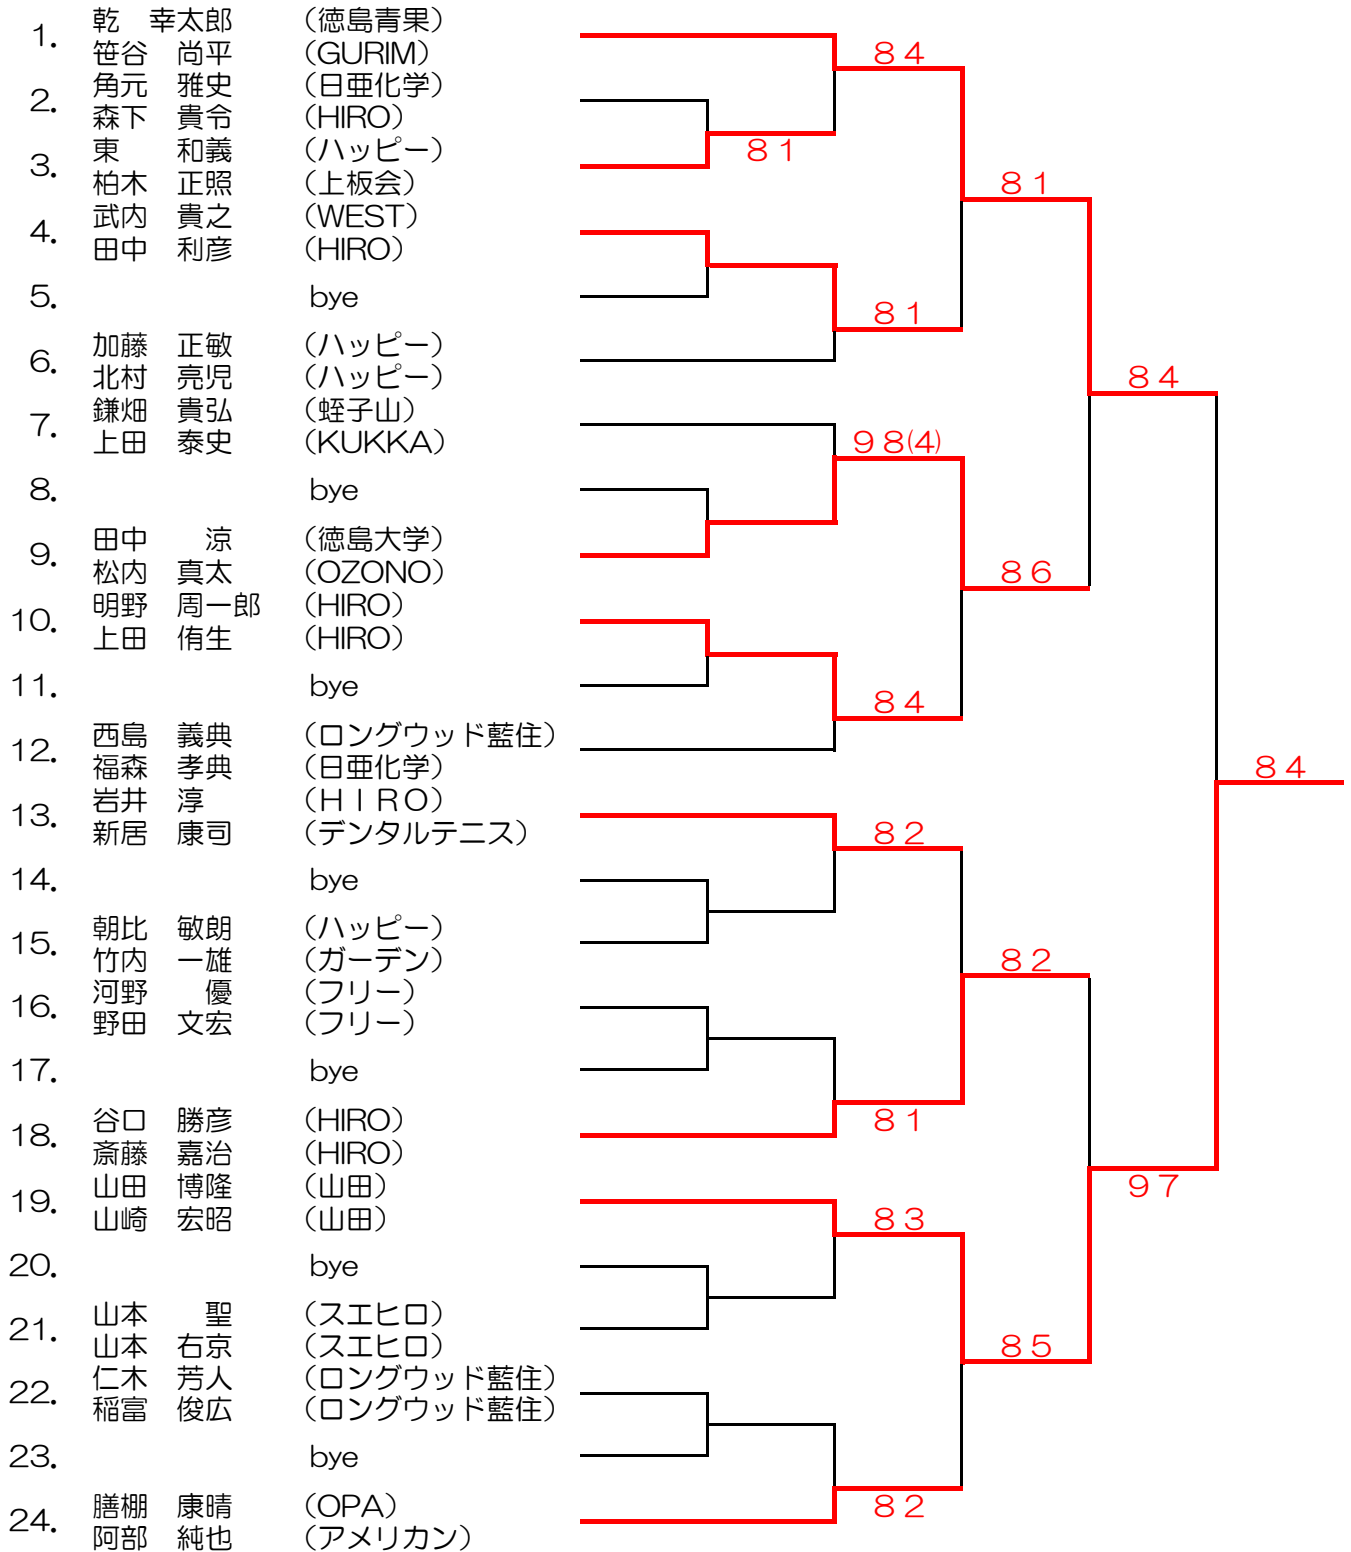 1. 乾　幸太郎 （徳島青果）
笹谷　尚平 （GURIM）
84
2. 角元　雅史 （日亜化学）
森下　貴令 （HIRO）
81
3. 東　　和義 （ハッピー）
柏木　正照 （上板会）
81
4. 武内　貴之 （WEST）
田中　利彦 （HIRO）
5. bye
81
6. 加藤　正敏 （ハッピー）
北村　亮児 （ハッピー）
84
7. 鎌畑　貴弘 （蛭子山）
上田　泰史 （KUKKA）
98(4)
8. bye
9. 田中　　涼 （徳島大学）
松内　真太 （OZONO）
86
10. 明野　周一郎 （HIRO）
上田　侑生 （HIRO）
11. bye
84
12. 西島　義典 （ロングウッド藍住）
福森　孝典 （日亜化学）
84
13. 岩井　淳 （ＨＩＲＯ）
新居　康司 （デンタルテニス）
82
14. bye
15. 朝比　敏朗 （ハッピー）
竹内　一雄 （ガーデン）
82
16. 河野　　優 （フリー）
野田　文宏 （フリー）
17. bye
81
18. 谷口　勝彦 （HIRO）
斎藤　嘉治 （HIRO）
97
19. 山田　博隆 （山田）
山崎　宏昭 （山田）
83
20. bye
21. 山本　　聖 （スエヒロ）
山本　右京 （スエヒロ）
85
22. 仁木　芳人 （ロングウッド藍住）
稲富　俊広 （ロングウッド藍住）
23. bye
82
24. 膳棚　康晴 （OPA）
阿部　純也 （アメリカン）